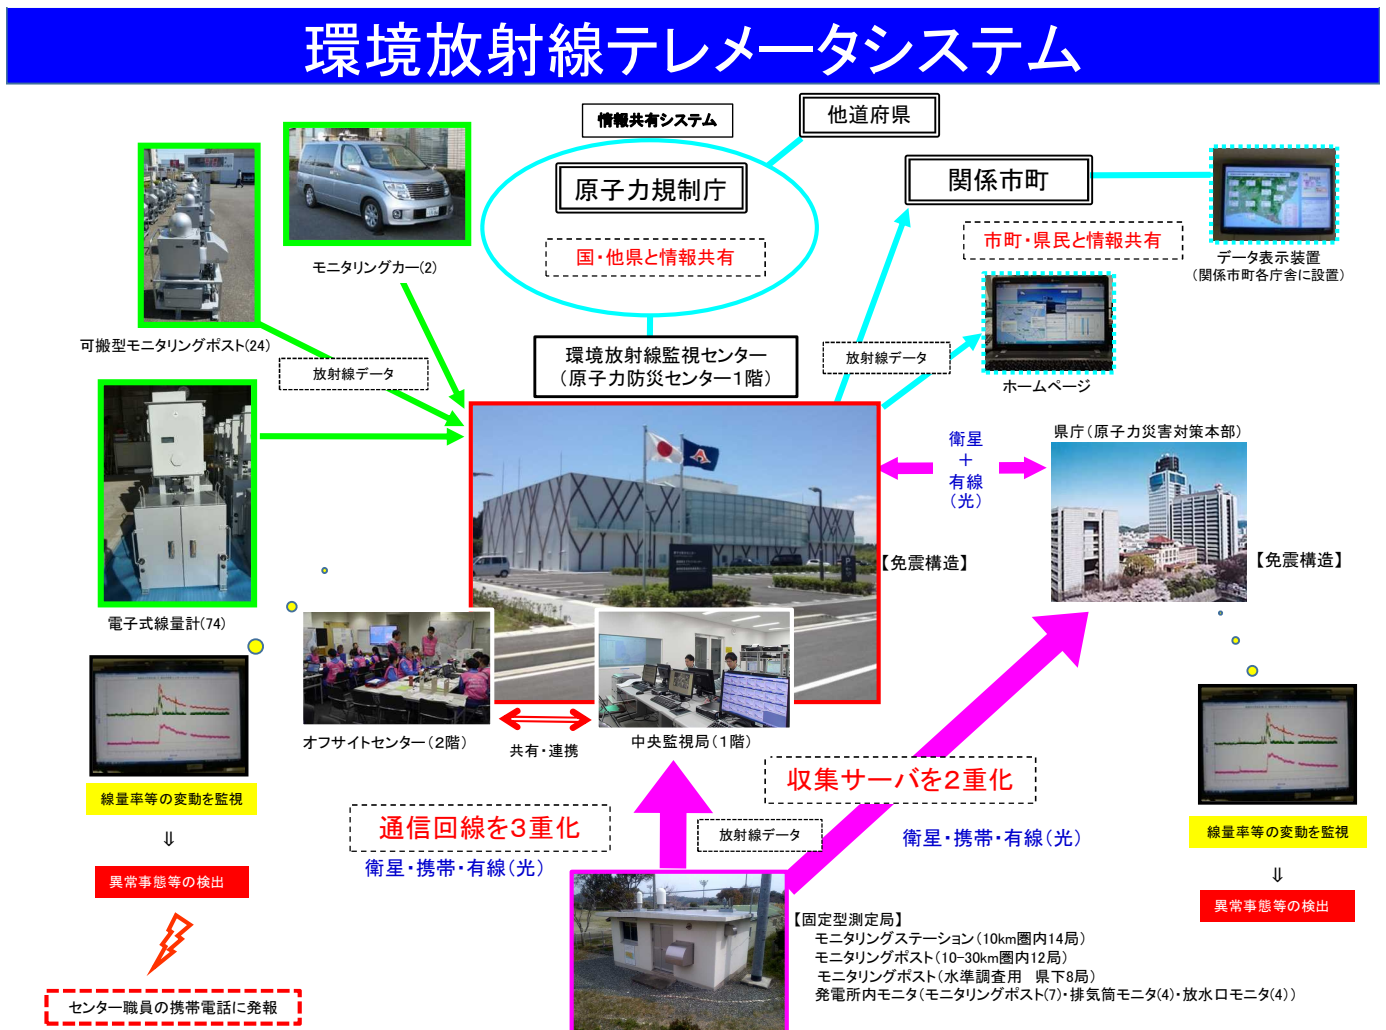 環境放射線テレメータシステム
情報共有システム
他道府県
原子力規制庁
国・他県と情報共有
関係市町
市町・県民と情報共有
データ表示装置
(関係市町各庁舎に設置)
モニタリングカー(2)
可搬型モニタリングポスト(24)
放射線データ
環境放射線監視センター
(原子力防災センター1階)
放射線データ
ホームページ
県庁(原子力災害対策本部)
衛星
+
有線
(光)
【免震構造】
【免震構造】
電子式線量計(74)
オフサイトセンター(2階)
共有・連携
中央監視局(1階)
線量率等の変動を監視
⇓
異常事態等の検出
センター職員の携帯電話に発報
通信回線を3重化
衛星・携帯・有線(光)
放射線データ
収集サーバを2重化
衛星・携帯・有線(光)
線量率等の変動を監視
⇓
異常事態等の検出
【固定型測定局】
モニタリングステーション(10km圏内14局)
モニタリングポスト(10-30km圏内12局)
モニタリングポスト(水準調査用 県下8局)
発電所内モニタ(モニタリングポスト(7)・排気筒モニタ(4)・放水口モニタ(4))